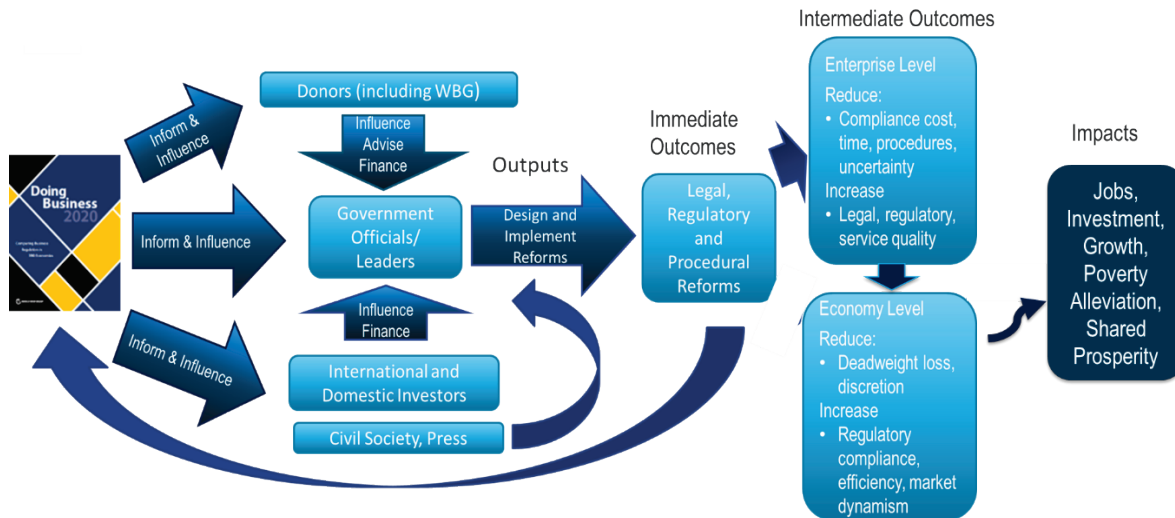 Intermediate Outcomes
Donors (including WBG)
Influence
Advise
Finance
Inform &
Influence
Doing
Business
2020
Inform & Influence
Government
Officials/
Leaders
Outputs
Design and
Implement
Reforms
Influence
Finance
Inform & Influence
International and
Domestic Investors
Civil Society, Press
Immediate
Outcomes
Legal,
Regulatory
and
Procedural
Reforms
Enterprise Level
Reduce:
• Compliance cost,
time, procedures,
uncertainty
Increase
• Legal, regulatory,
service quality
Economy Level
Reduce:
• Deadweight loss,
discretion
Increase
• Regulatory
compliance,
efficiency, market
dynamism
Impacts
Jobs,
Investment,
Growth,
Poverty
Alleviation,
Shared
Prosperity